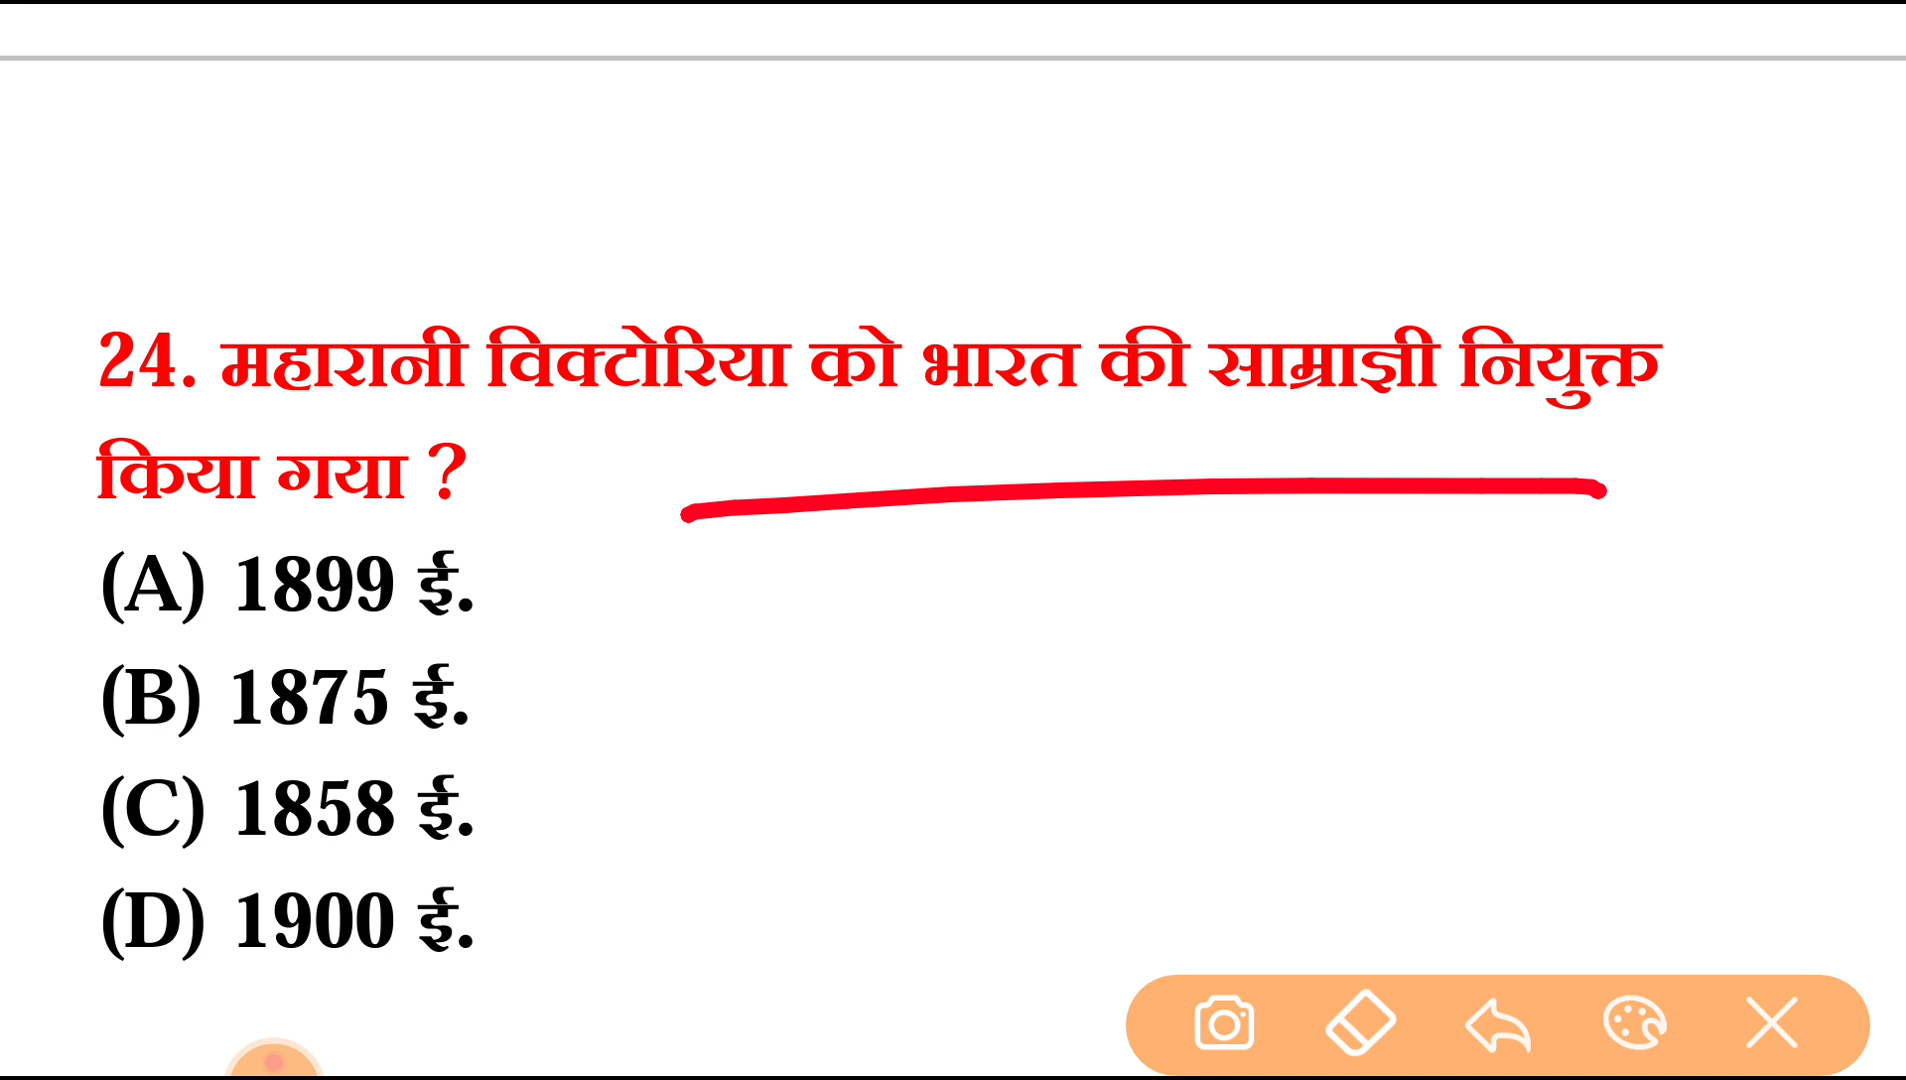 24. महारानी विक्टोरिया को भारत की साम्राज्ञी नियुक्त
किया गया ?
(A) 1899 ई.
(B) 1875 ई.
(C) 1858 ई.
(D) 1900 ई.